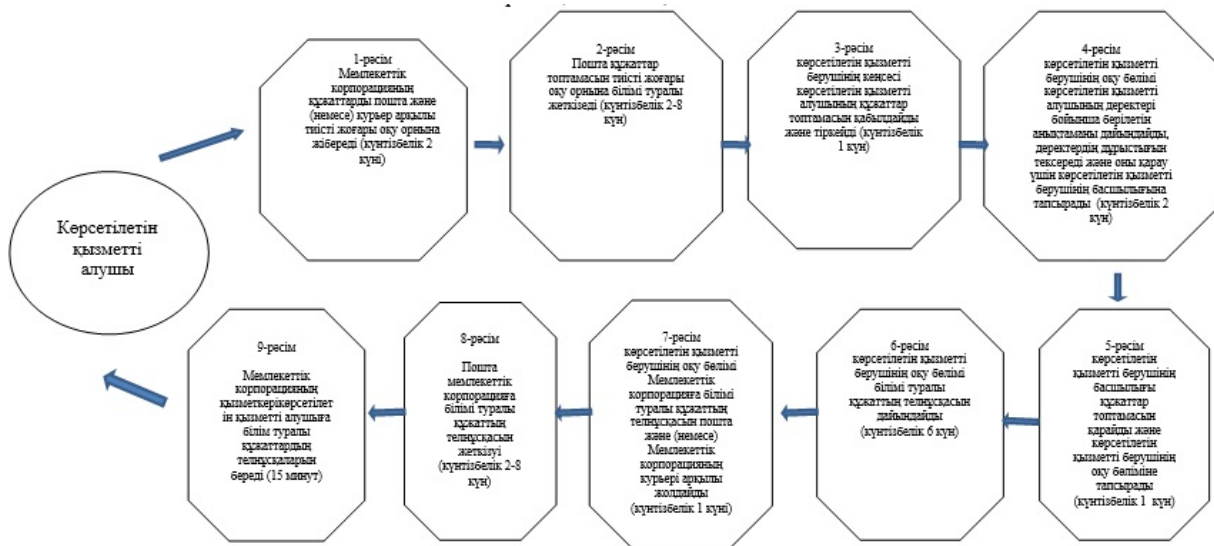 Көрсетілетін
қызметті
алушы
1-рәсім
Мемлекеттік
корпорацияның
құжаттарды пошта және
(немесе) курьер арқылы
тиісті жоғары оқу орнына
жібереді (күнтізбелік 2
күні)
2-рәсім
Пошта құжаттар
топтамасын тиісті жоғары
оқу орнына білімі туралы
жеткізеді (күнтізбелік 2-8
күн)
3-рәсім
көрсетілетін қызметті
берушінің кеңсесі
көрсетілетін қызметті
алушының құжаттар
топтамасын қабылдайды
және тіркейді (күнтізбелік
1 күн)
4-рәсім
көрсетілетін қызметті
берушінің оқу бөлімі
көрсетілетін қызметті
алушының деректері
бойынша берілетін
анықтаманы дайындайды,
деректердің дұрыстығын
тексереді және оны қарау
үшін көрсетілетін қызметті
берушінің басшылығына
тапсырады (күнтізбелік 2
күн)
5-рәсім
көрсетілетін
қызметті берушінің
басшылығы
құжаттар
топтамасын
қарайды және
көрсетілетін
қызметті берушінің
оқу бөліміне
тапсырады
(күнтізбелік 1 күн)
6-рәсім
көрсетілетін қызметті
берушінің оқу бөлімі
білімі туралы
құжаттың телнұсқасын
дайындайды
(күнтізбелік 6 күн)
7-рәсім
көрсетілетін қызметті
берушінің оқу бөлімі
Мемлекеттік
корпорацияға білімі
туралы құжаттың
телнұсқасын пошта
және (немесе)
Мемлекеттік
корпорацияның
курьері арқылы
жолдайды
(күнтізбелік 1 күні)
8-рәсім
Пошта
мемлекеттік
корпорацияға
білімі туралы
құжаттың
телнұсқасын
жеткізуі
(күнтізбелік 2-8
күн)
9-рәсім
Мемлекеттік
корпорацияның
қызметкерікөрсетілет
ін қызметті алушыға
білім туралы
құжаттардың
телнұсқаларын
береді (15 минут)